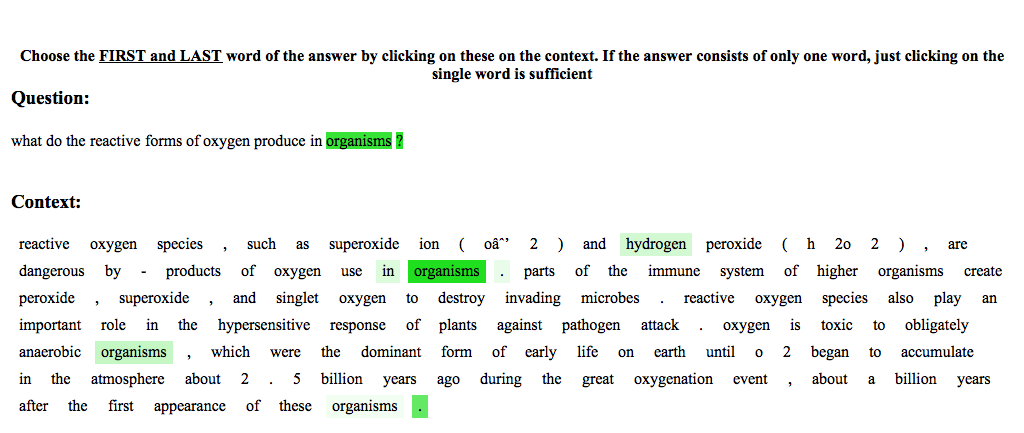 Choose the FIRST and LAST word of the answer by clicking on these on the context. If the answer consists of only one word, just clicking on the
single word is sufficient
Question:
what do the reactive forms of oxygen produce in organisms ?
Context:
reactive oxygen species , such as superoxide ion ( oâˆ’ 2 ) and hydrogen peroxide ( h 2o 2 ) , are
dangerous by - products of oxygen use in organisms . parts of the immune system of higher organisms create
peroxide , superoxide , and singlet oxygen to destroy invading microbes . reactive oxygen species also play an
important role in the hypersensitive response of plants against pathogen attack . oxygen is toxic to obligately
anaerobic organisms , which were the dominant form of early life on earth until o 2 began to accumulate
in the atmosphere about 2 . 5 billion years ago during the great oxygenation event , about a billion years
after the first appearance of these organisms .